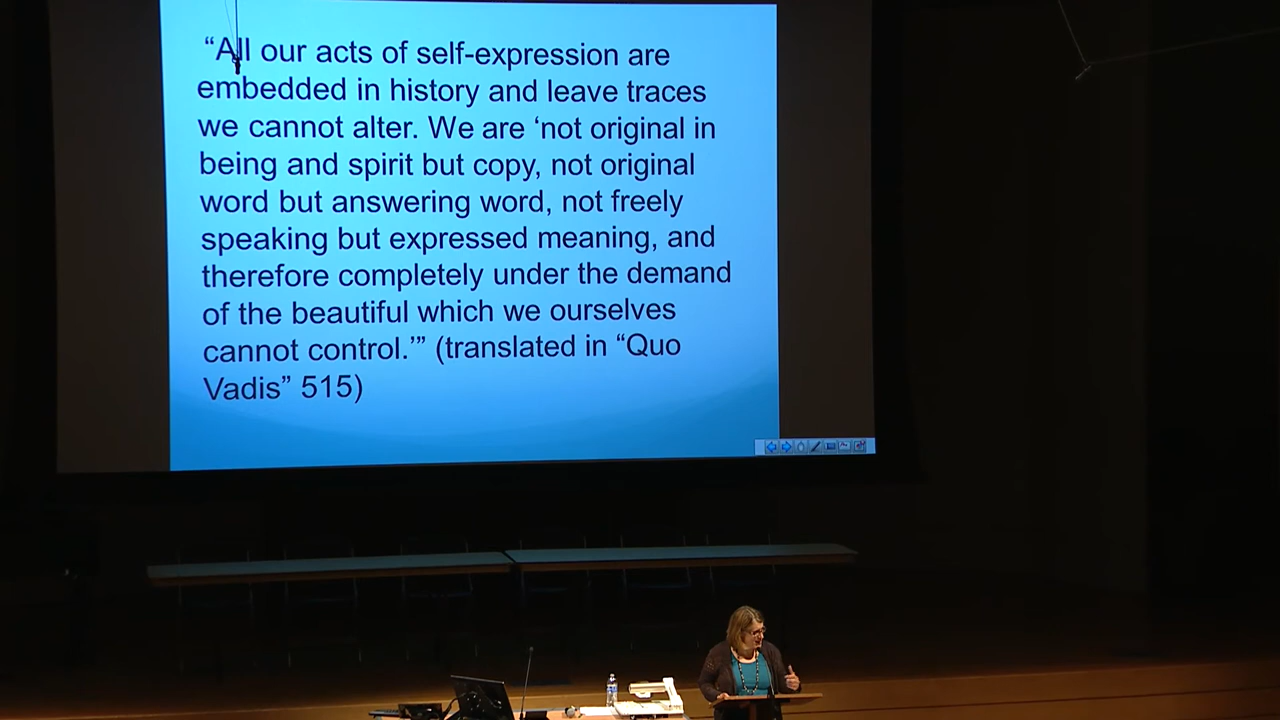 “All our acts of self-expression are
embedded in history and leave traces
we cannot alter. We are ‘not original in
being and spirit but copy, not original
word but answering word, not freely
speaking but expressed meaning, and
therefore completely under the demand
of the beautiful which we ourselves
cannot control.’” (translated in “Quo
Vadis” 515)